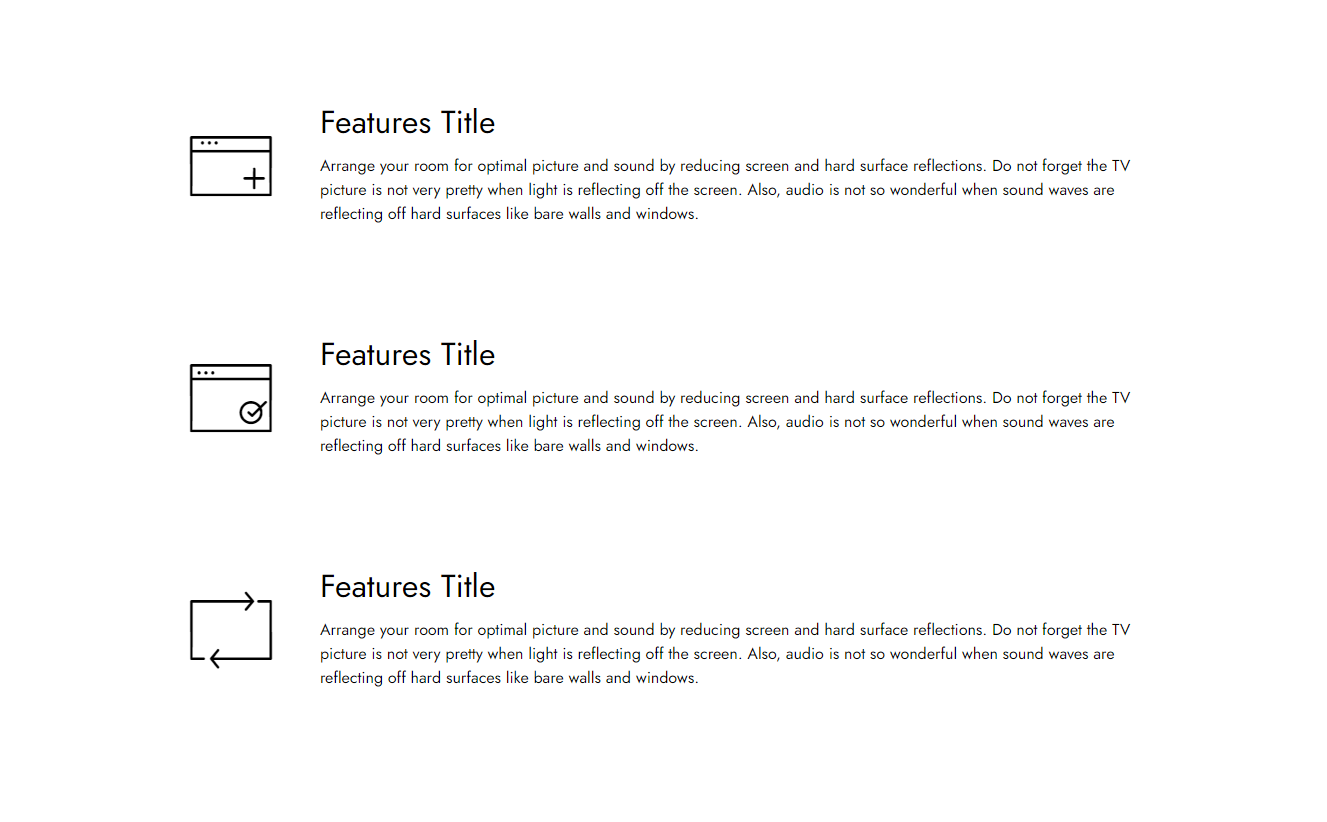 Features Title
Arrange your room for optimal picture and sound by reducing screen and hard surface reflections. Do not forget the TV
picture is not very pretty when light is reflecting off the screen. Also, audio is not so wonderful when sound waves are
reflecting off hard surfaces like bare walls and windows.
Features Title
Arrange your room for optimal picture and sound by reducing screen and hard surface reflections. Do not forget the TV
picture is not very pretty when light is reflecting off the screen. Also, audio is not so wonderful when sound waves are
reflecting off hard surfaces like bare walls and windows.
Features Title
Arrange your room for optimal picture and sound by reducing screen and hard surface reflections. Do not forget the TV
picture is not very pretty when light is reflecting off the screen. Also, audio is not so wonderful when sound waves are
reflecting off hard surfaces like bare walls and windows.